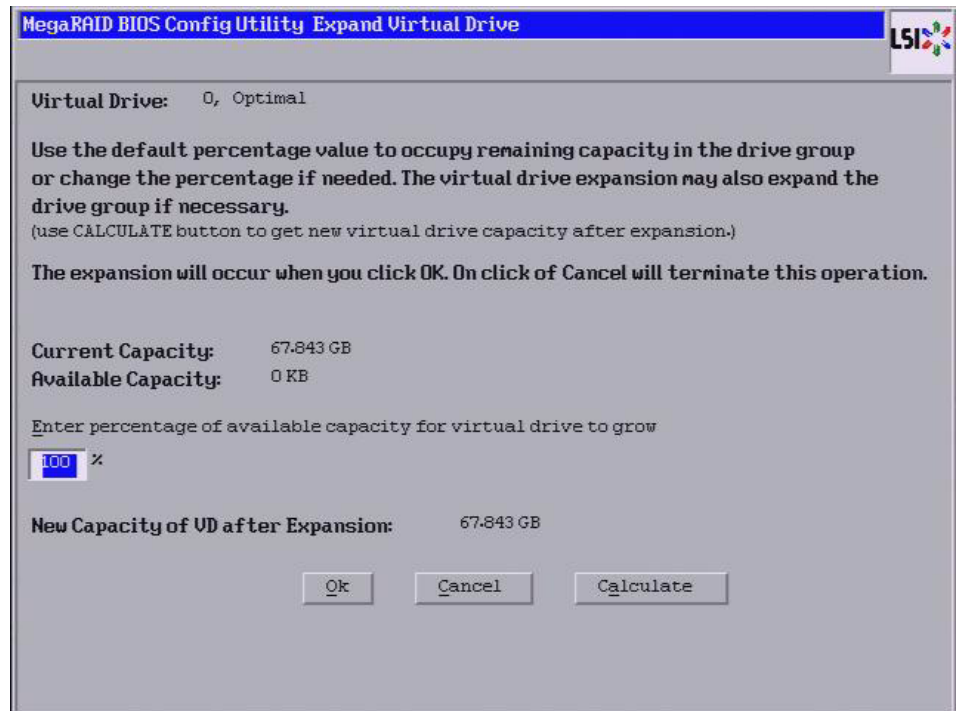 MegaRAID BIOS Config Utility Expand Virtual Drive
LSI
Virtual Drive: 0, Optimal
Use the default percentage value to occupy remaining capacity in the drive group
or change the percentage if needed. The virtual drive expansion may also expand the
drive group if necessary.
(use CALCULATE button to get new virtual drive capacity after expansion.)
The expansion will occur when you click OK. On click of Cancel will terminate this operation.
Current Capacity: 67.843 GB
Available Capacity: 0 KB
Enter percentage of available capacity for virtual drive to grow
100 %
New Capacity of VD after Expansion: 67.843 GB
Ok Cancel Calculate